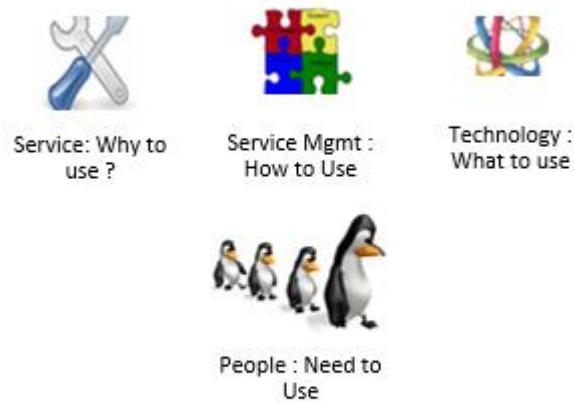 Service: Why to
use ?
Service Mgmt :
How to Use
Technology :
What to use
People : Need to
Use